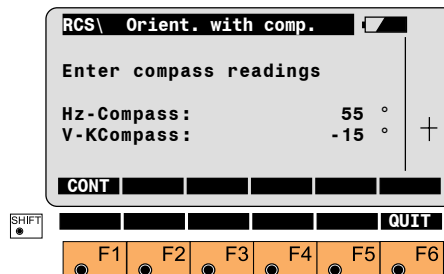 RCS\ Orient. with comp.
Enter compass readings
Hz-Compass: 55 °
V-KCompass: -15 °
CONT
SHIFT
QUIT
F1 F2 F3 F4 F5 F6